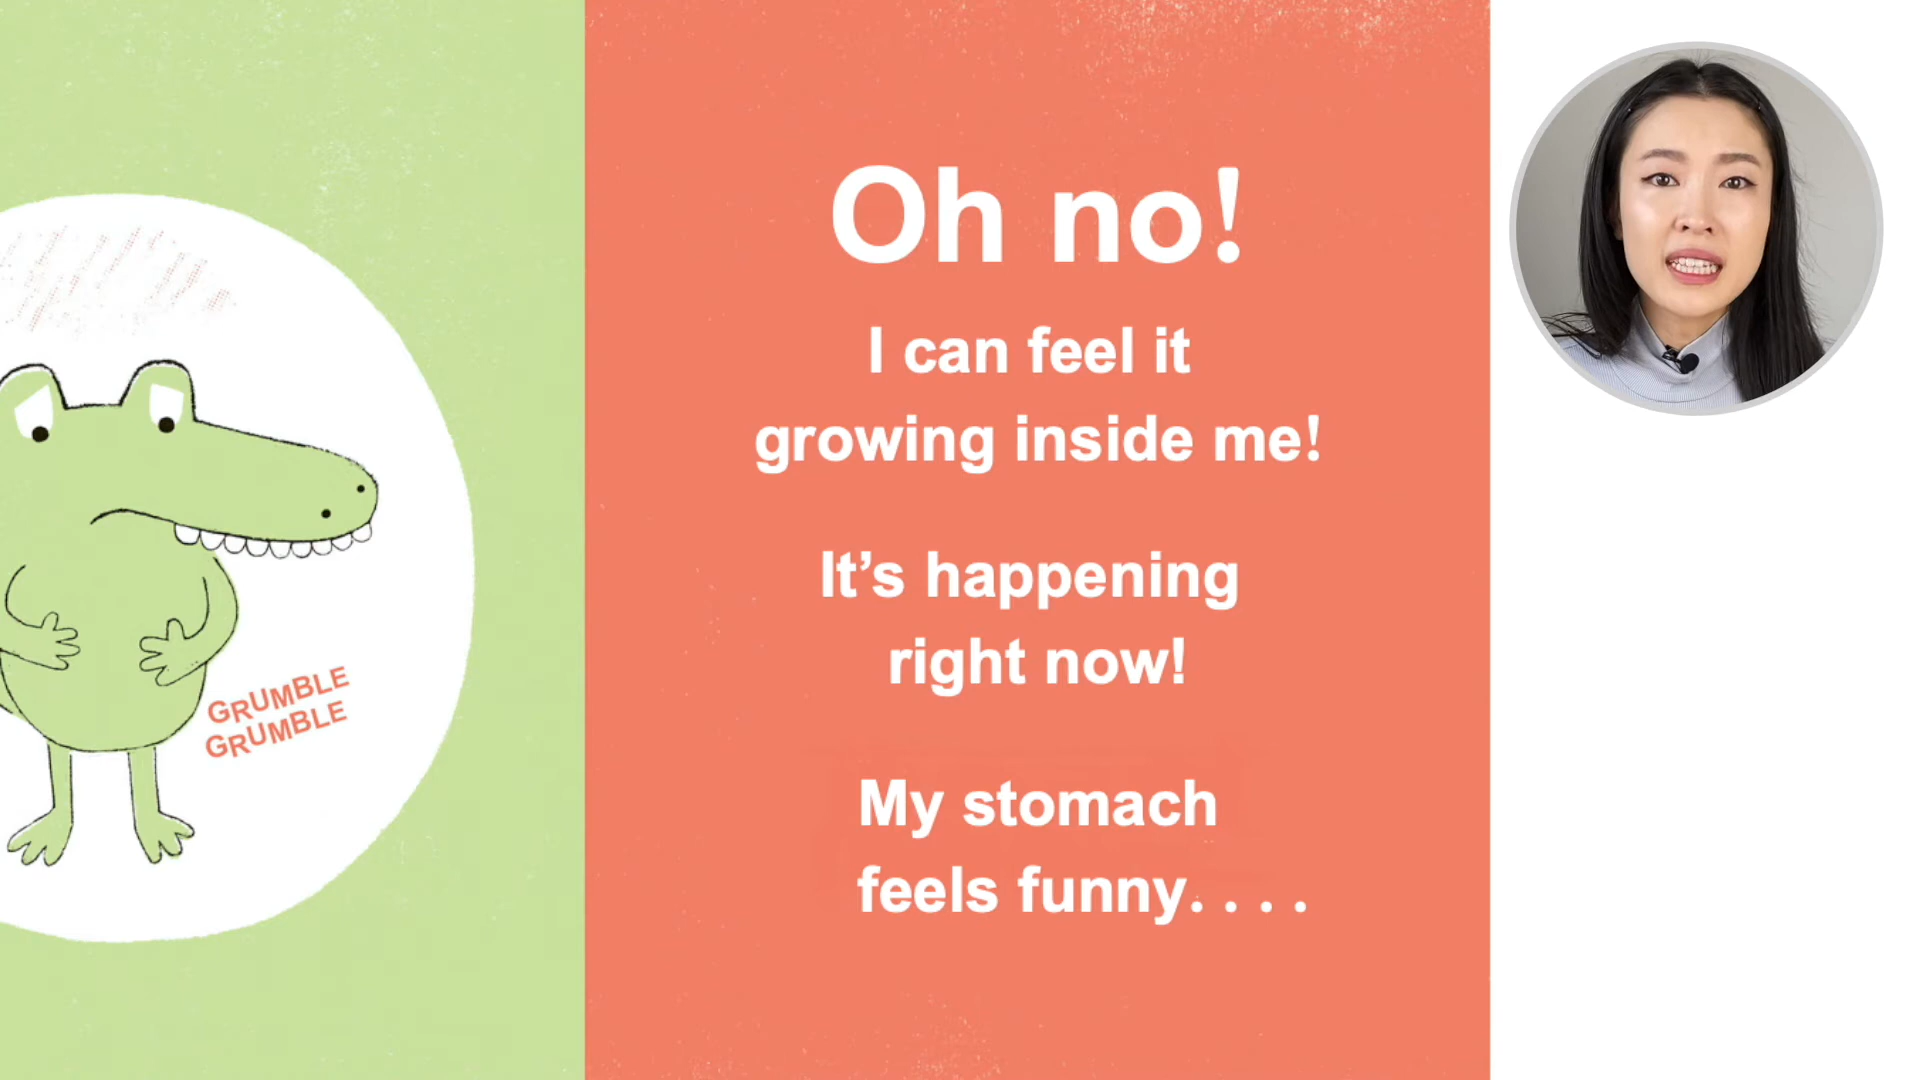 GRUMBLE
GRUMBLE
Oh no!
I can feel it
growing inside me!
It’s happening
right now!
My stomach
feels funny. . . .